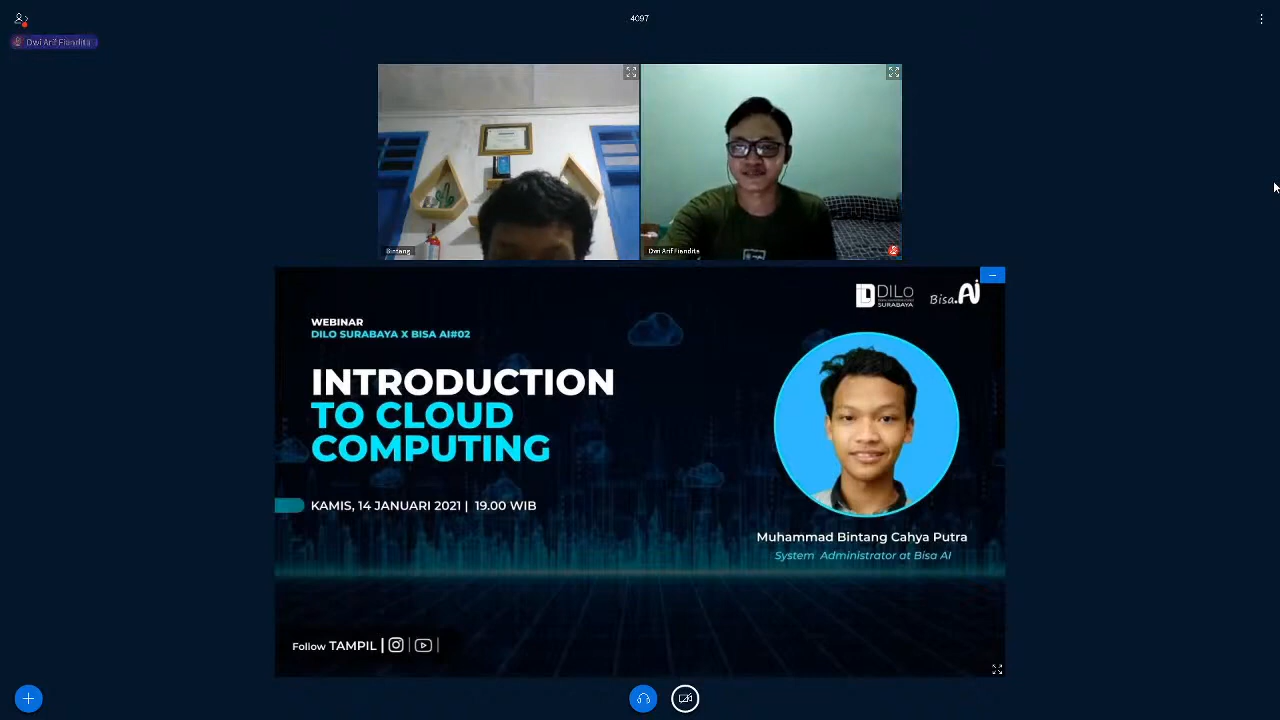 4097
Dwi Arif Fiandita
Bintang
Dwi Arif Fiandita
DILO
SURABAYA
Bisa.AI
WEBINAR
DILO SURABAYA X BISA AI#02
INTRODUCTION
TO CLOUD
COMPUTING
KAMIS, 14 JANUARI 2021 | 19.00 WIB
Muhammad Bintang Cahya Putra
System Administrator at Bisa AI
Follow TAMPIL